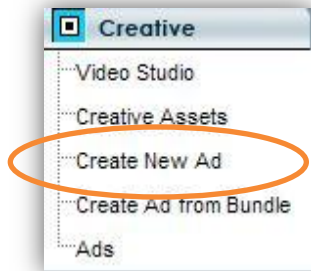 Creative
Video Studio
Creative Assets
Create New Ad
Create Ad from Bundle
Ads